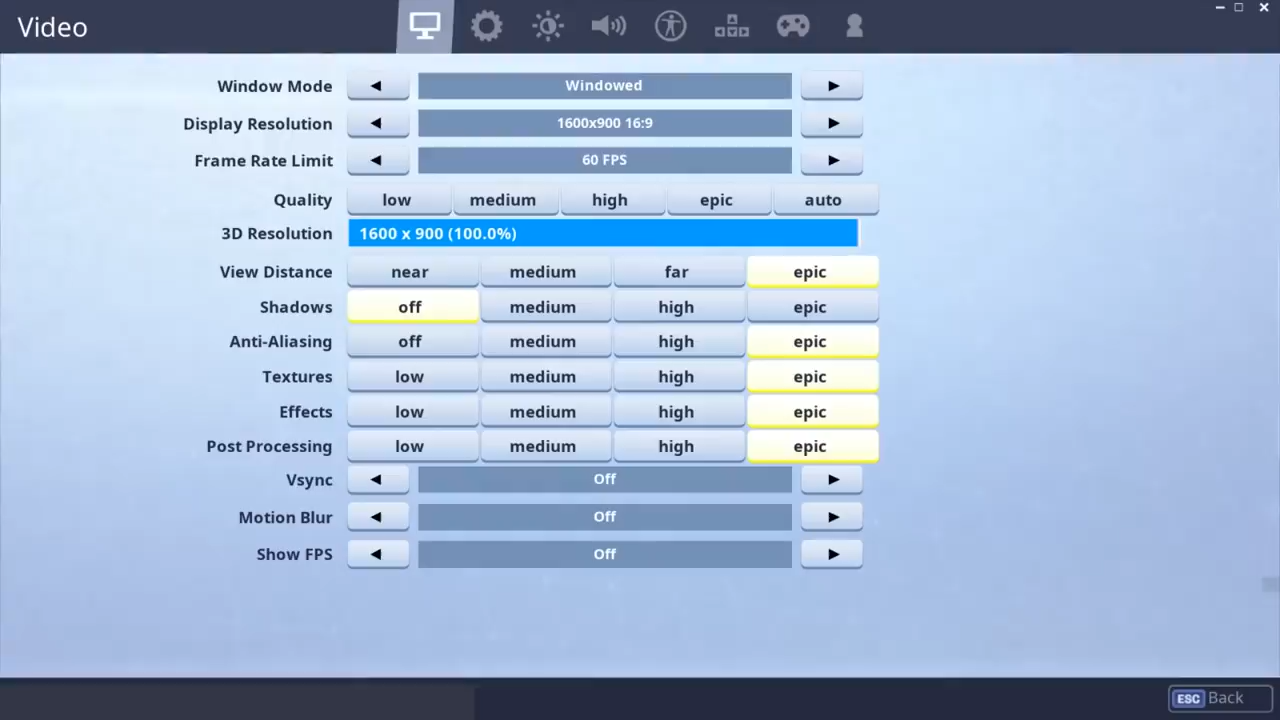 Video
Window Mode Windowed
Display Resolution 1600x900 16:9
Frame Rate Limit 60 FPS
Quality low medium high epic auto
3D Resolution 1600 x 900 (100.0%)
View Distance near medium far epic
Shadows off medium high epic
Anti-Aliasing off medium high epic
Textures low medium high epic
Effects low medium high epic
Post Processing low medium high epic
Vsync Off
Motion Blur Off
Show FPS Off
ESC Back